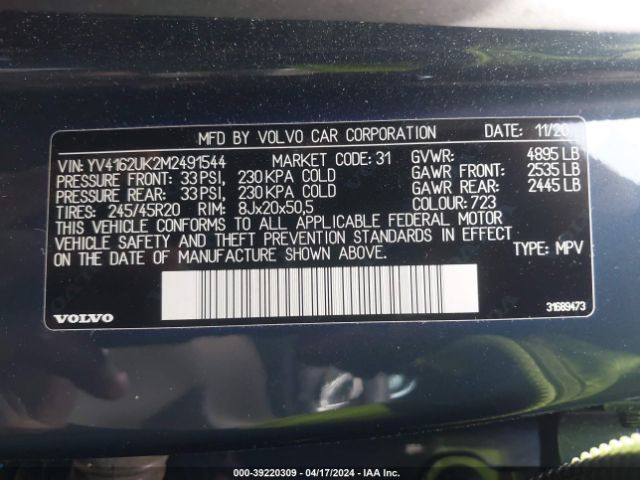 MFD BY VOLVO CAR CORPORATION DATE: 11/20
VIN: YV4162UK2M2491544 MARKET CODE: 31 GVWR: 4895 LB
PRESSURE FRONT: 33 PSI, 230 KPA COLD GAWR FRONT: 2535 LB
PRESSURE REAR: 33 PSI, 230 KPA COLD GAWR REAR: 2445 LB
TIRES: 245/45R20 RIM: 8Jx20x50,5 COLOUR: 723
THIS VEHICLE CONFORMS TO ALL APPLICABLE FEDERAL MOTOR
VEHICLE SAFETY AND THEFT PREVENTION STANDARDS IN EFFECT
ON THE DATE OF MANUFACTURE SHOWN ABOVE. TYPE: MPV
VOLVO 31689473
000-39220309 - 04/17/2024 - IAA Inc.